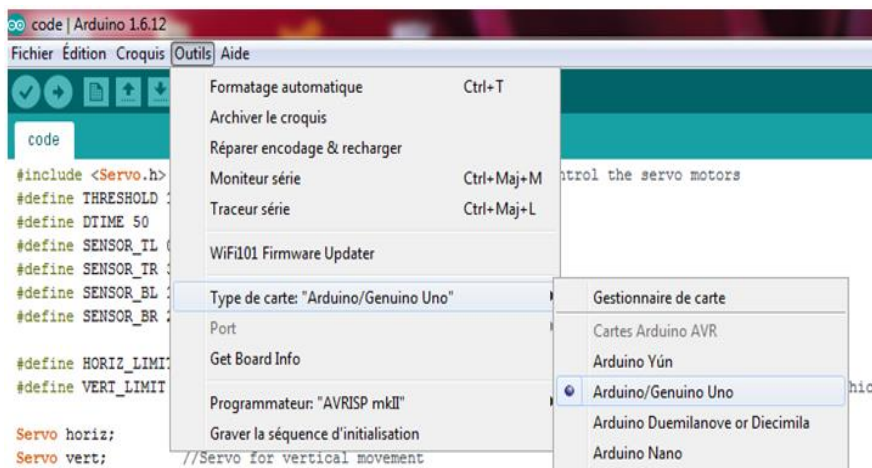 code | Arduino 1.6.12
Fichier Édition Croquis Outils Aide
code
Formatage automatique Ctrl+T
Archiver le croquis
Réparer encodage & recharger
Moniteur série Ctrl+Maj+M
Traceur série Ctrl+Maj+L
WiFi101 Firmware Updater
Type de carte: "Arduino/Genuino Uno"
Port
Get Board Info
Programmateur: "AVRISP mkII"
Graver la séquence d'initialisation
Gestionnaire de carte
Cartes Arduino AVR
Arduino Yún
Arduino/Genuino Uno
Arduino Duemilanove or Diecimila
Arduino Nano
#include <Servo.h> ntrol the servo motors
#define THRESHOLD
#define DTIME 50
#define SENSOR_TL
#define SENSOR_TR
#define SENSOR_BL
#define SENSOR_BR
#define HORIZ_LIMIT
#define VERT_LIMIT hic
Servo horiz;
Servo vert; //Servo for vertical movement